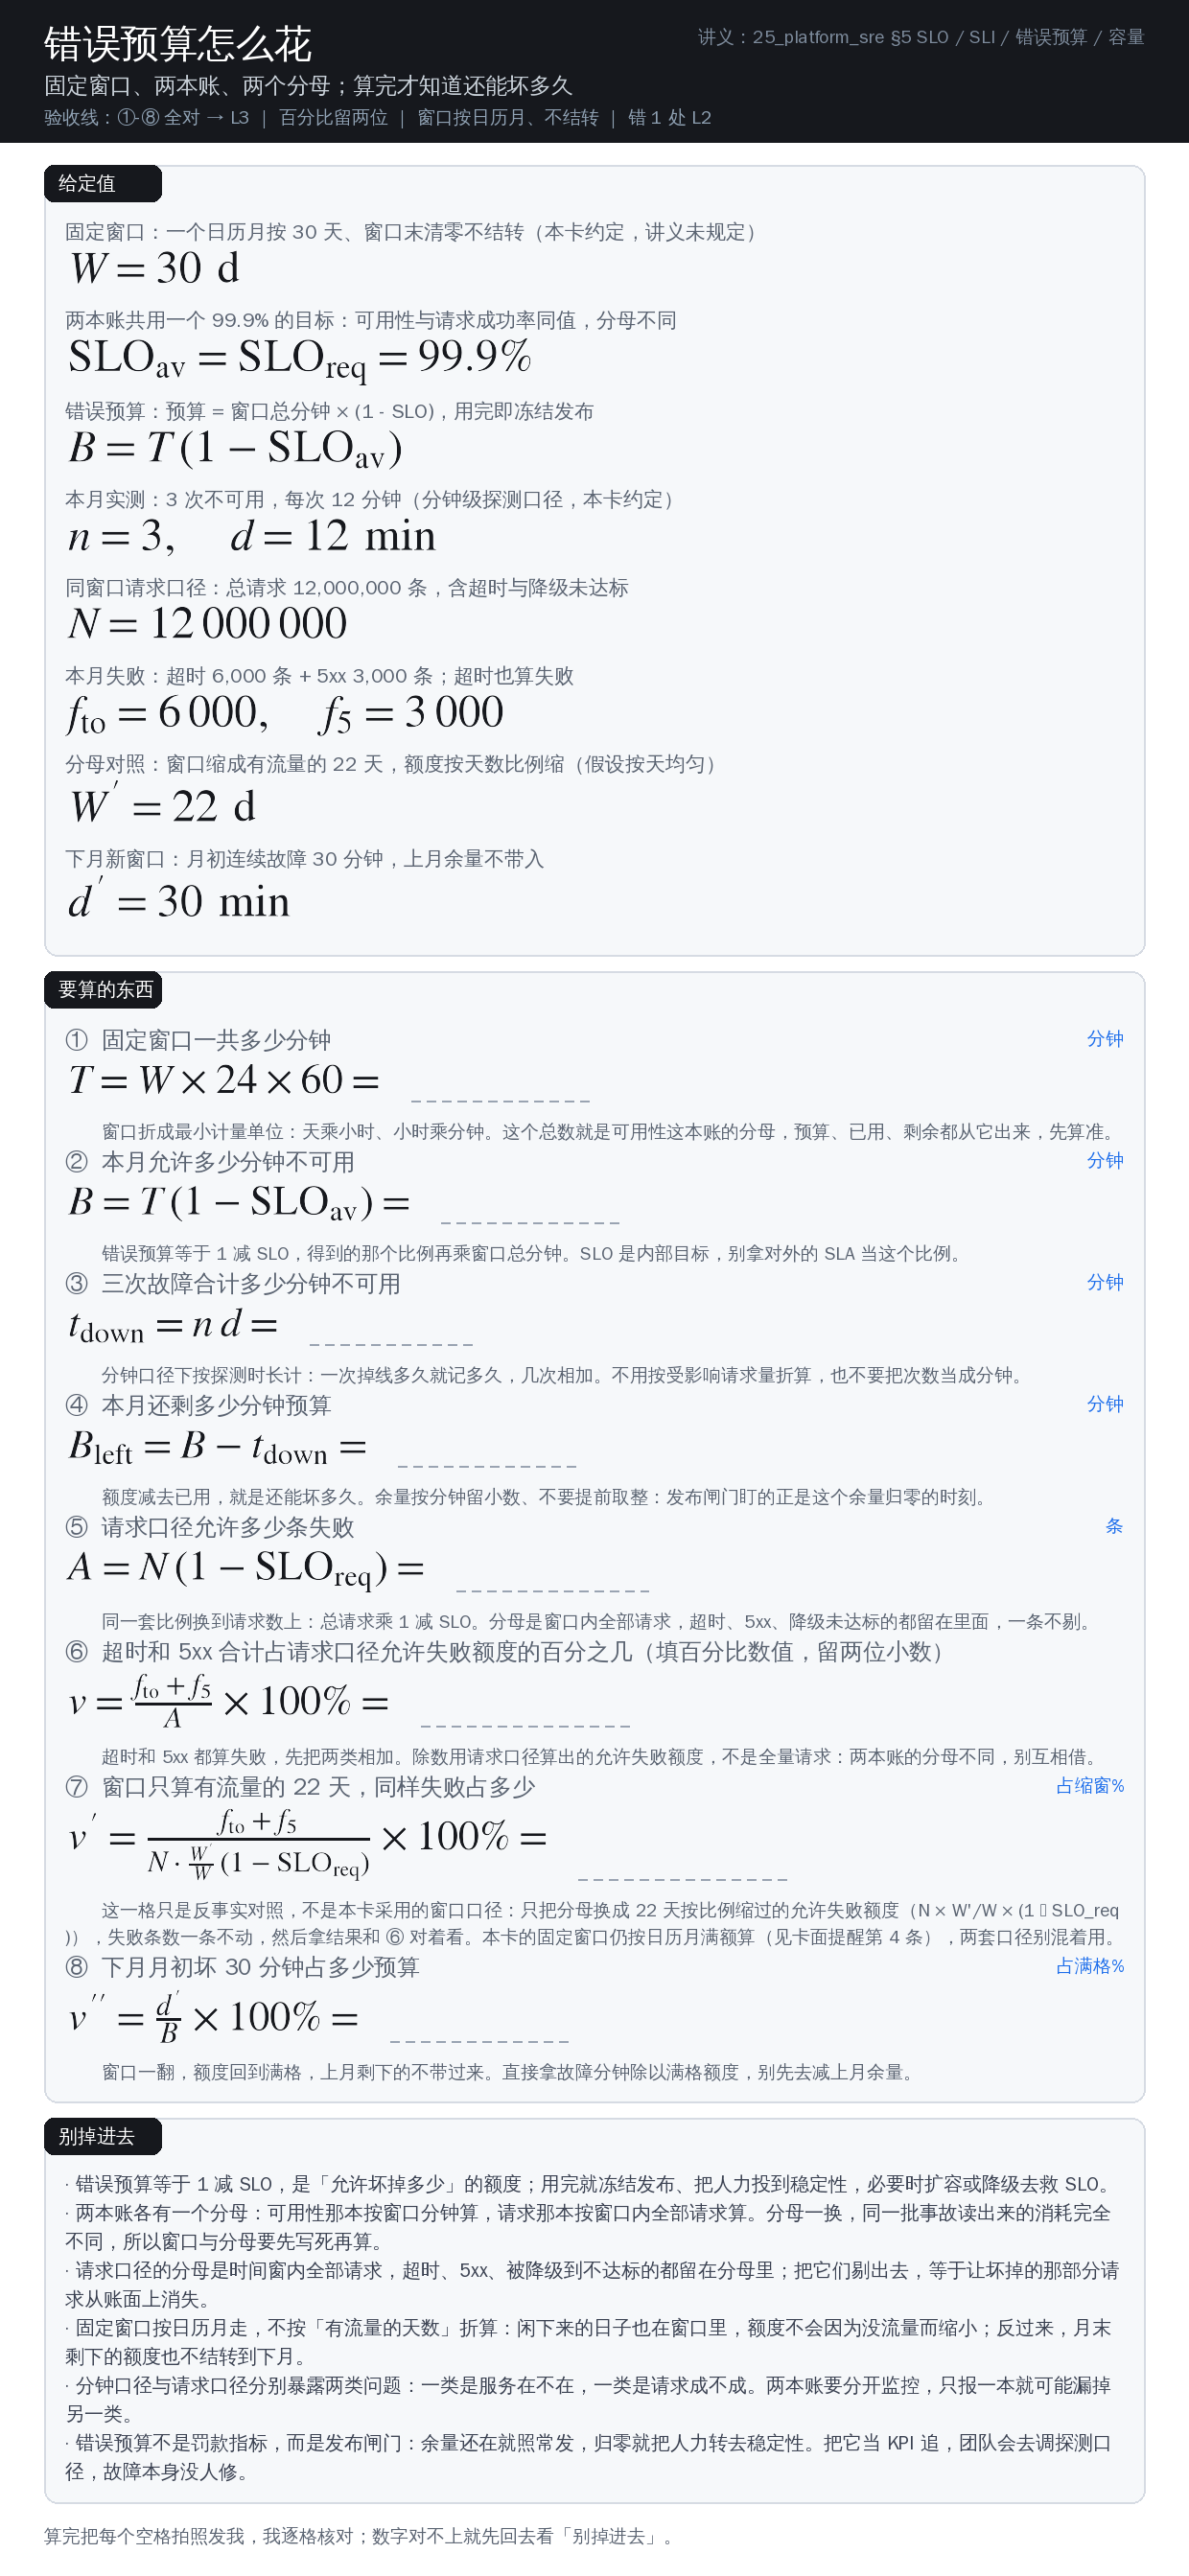 错误预算怎么花
讲义：25_platform_sre §5 SLO / SLI / 错误预算 / 容量
固定窗口、两本账、两个分母；算完才知道还能坏多久
验收线：①-⑧ 全对 → L3 ｜ 百分比留两位 ｜ 窗口按日历月、不结转 ｜ 错 1 处 L2
给定值
固定窗口：一个日历月按 30 天、窗口末清零不结转（本卡约定，讲义未规定）
W = 30 d
两本账共用一个 99.9% 的目标：可用性与请求成功率同值，分母不同
SLO_av = SLO_req = 99.9%
错误预算：预算 = 窗口总分钟 × (1 - SLO)，用完即冻结发布
B = T(1 − SLO_av)
本月实测：3 次不可用，每次 12 分钟（分钟级探测口径，本卡约定）
n = 3, d = 12 min
同窗口请求口径：总请求 12,000,000 条，含超时与降级未达标
N = 12 000 000
本月失败：超时 6,000 条 + 5xx 3,000 条；超时也算失败
f_to = 6 000, f_5 = 3 000
分母对照：窗口缩成有流量的 22 天，额度按天数比例缩（假设按天均匀）
W′ = 22 d
下月新窗口：月初连续故障 30 分钟，上月余量不带入
d′ = 30 min
要算的东西
① 固定窗口一共多少分钟 分钟
T = W × 24 × 60 =
窗口折成最小计量单位：天乘小时、小时乘分钟。这个总数就是可用性这本账的分母，预算、已用、剩余都从它出来，先算准。
② 本月允许多少分钟不可用 分钟
B = T(1 − SLO_av) =
错误预算等于 1 减 SLO，得到的那个比例再乘窗口总分钟。SLO 是内部目标，别拿对外的 SLA 当这个比例。
③ 三次故障合计多少分钟不可用 分钟
t_down = n d =
分钟口径下按探测时长计：一次掉线多久就记多久，几次相加。不用按受影响请求量折算，也不要把次数当成分钟。
④ 本月还剩多少分钟预算 分钟
B_left = B − t_down =
额度减去已用，就是还能坏多久。余量按分钟留小数、不要提前取整：发布闸门盯的正是这个余量归零的时刻。
⑤ 请求口径允许多少条失败 条
A = N(1 − SLO_req) =
同一套比例换到请求数上：总请求乘 1 减 SLO。分母是窗口内全部请求，超时、5xx、降级未达标的都留在里面，一条不剔。
⑥ 超时和 5xx 合计占请求口径允许失败额度的百分之几（填百分比数值，留两位小数）
v = (f_to + f_5) / A × 100% =
超时和 5xx 都算失败，先把两类相加。除数用请求口径算出的允许失败额度，不是全量请求：两本账的分母不同，别互相借。
⑦ 窗口只算有流量的 22 天，同样失败占多少 占缩窗%
v′ = (f_to + f_5) / (N · W′/W (1 − SLO_req)) × 100% =
这一格只是反事实对照，不是本卡采用的窗口口径：只把分母换成 22 天按比例缩过的允许失败额度（N × W'/W × (1 □ SLO_req
)），失败条数一条不动，然后拿结果和 ⑥ 对着看。本卡的固定窗口仍按日历月满额算（见卡面提醒第 4 条），两套口径别混着用。
⑧ 下月月初坏 30 分钟占多少预算 占满格%
v′′ = d′ / B × 100% =
窗口一翻，额度回到满格，上月剩下的不带过来。直接拿故障分钟除以满格额度，别先去减上月余量。
别掉进去
· 错误预算等于 1 减 SLO，是「允许坏掉多少」的额度；用完就冻结发布、把人力投到稳定性，必要时扩容或降级去救 SLO。
· 两本账各有一个分母：可用性那本按窗口分钟算，请求那本按窗口内全部请求算。分母一换，同一批事故读出来的消耗完全
不同，所以窗口与分母要先写死再算。
· 请求口径的分母是时间窗内全部请求，超时、5xx、被降级到不达标的都留在分母里；把它们剔出去，等于让坏掉的那部分请
求从账面上消失。
· 固定窗口按日历月走，不按「有流量的天数」折算：闲下来的日子也在窗口里，额度不会因为没流量而缩小；反过来，月末
剩下的额度也不结转到下月。
· 分钟口径与请求口径分别暴露两类问题：一类是服务在不在，一类是请求成不成。两本账要分开监控，只报一本就可能漏掉
另一类。
· 错误预算不是罚款指标，而是发布闸门：余量还在就照常发，归零就把人力转去稳定性。把它当 KPI 追，团队会去调探测口
径，故障本身没人修。
算完把每个空格拍照发我，我逐格核对；数字对不上就先回去看「别掉进去」。